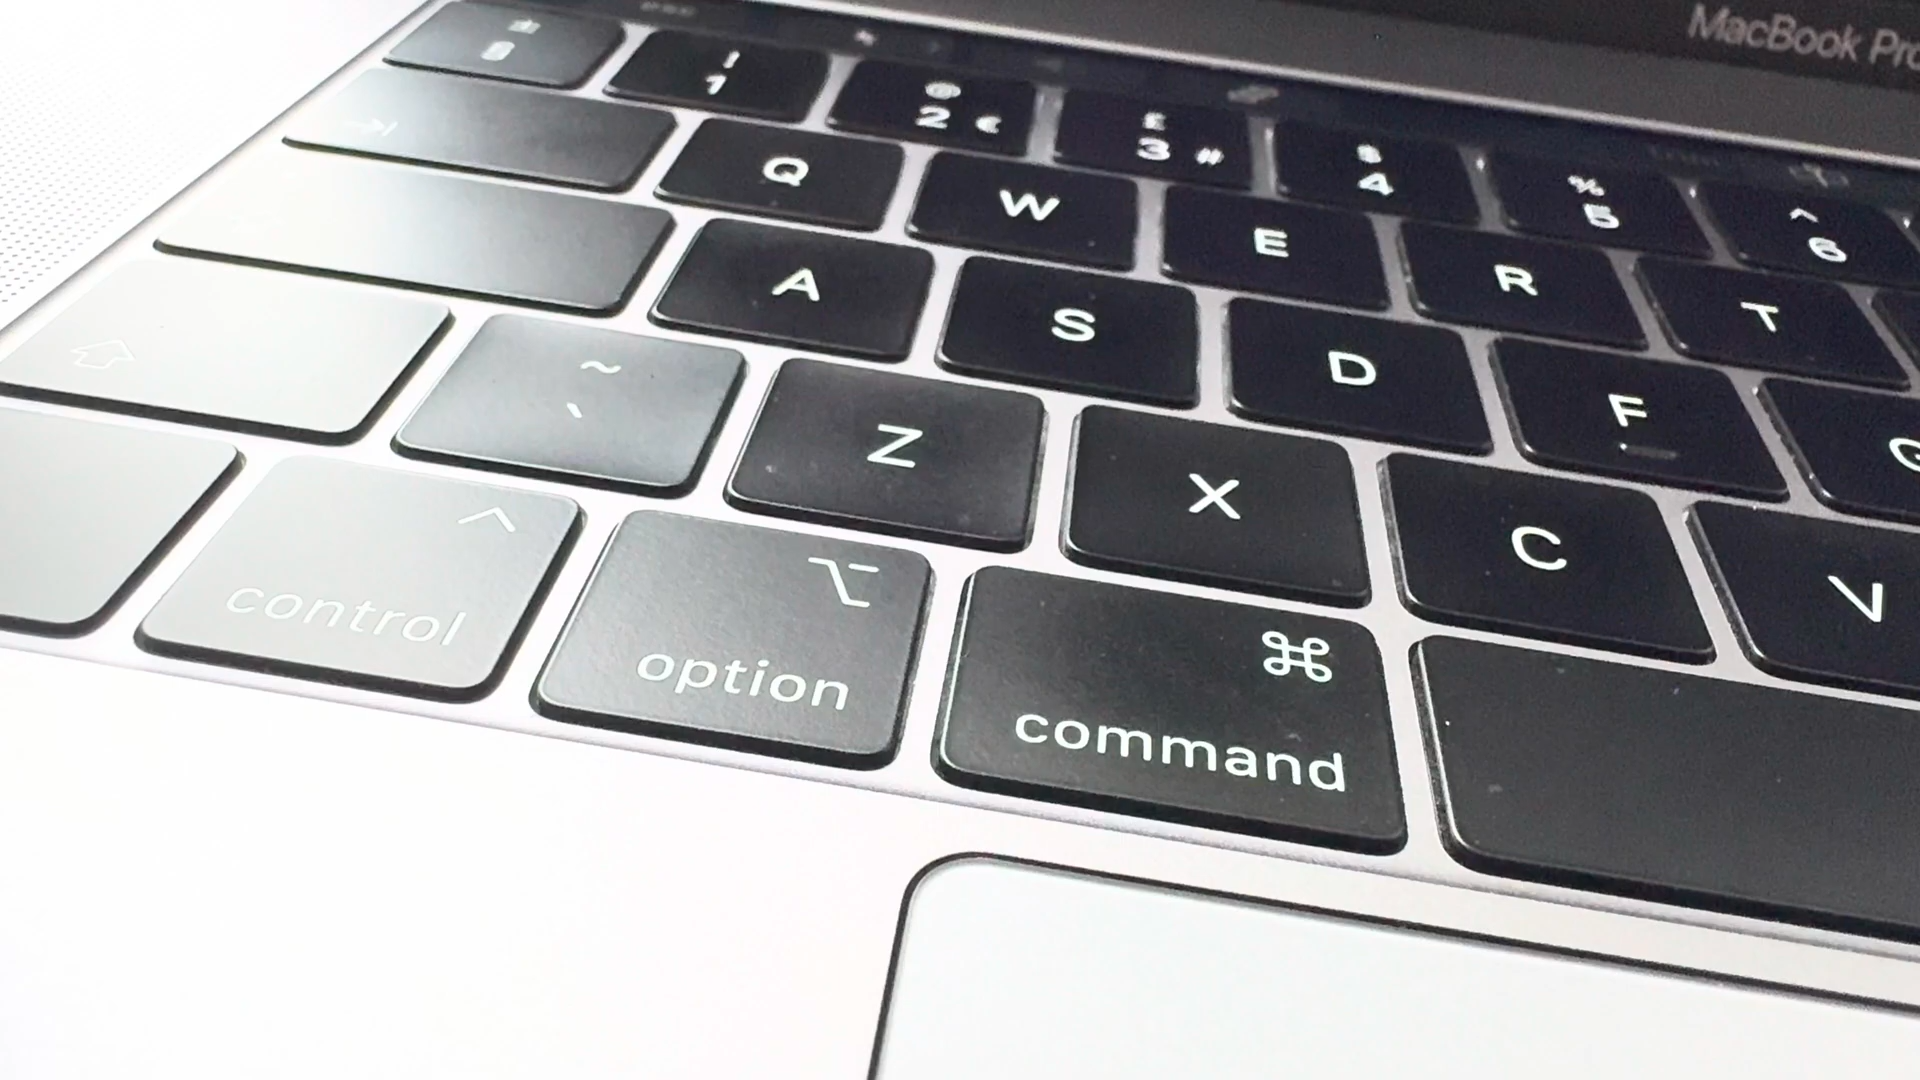 MacBook Pro
§
! 1
@ 2 €
£ 3 #
$ 4
% 5
^ 6
Q
W
E
R
T
A
S
D
F
G
~ `
Z
X
C
V
^ control
⌥ option
⌘ command